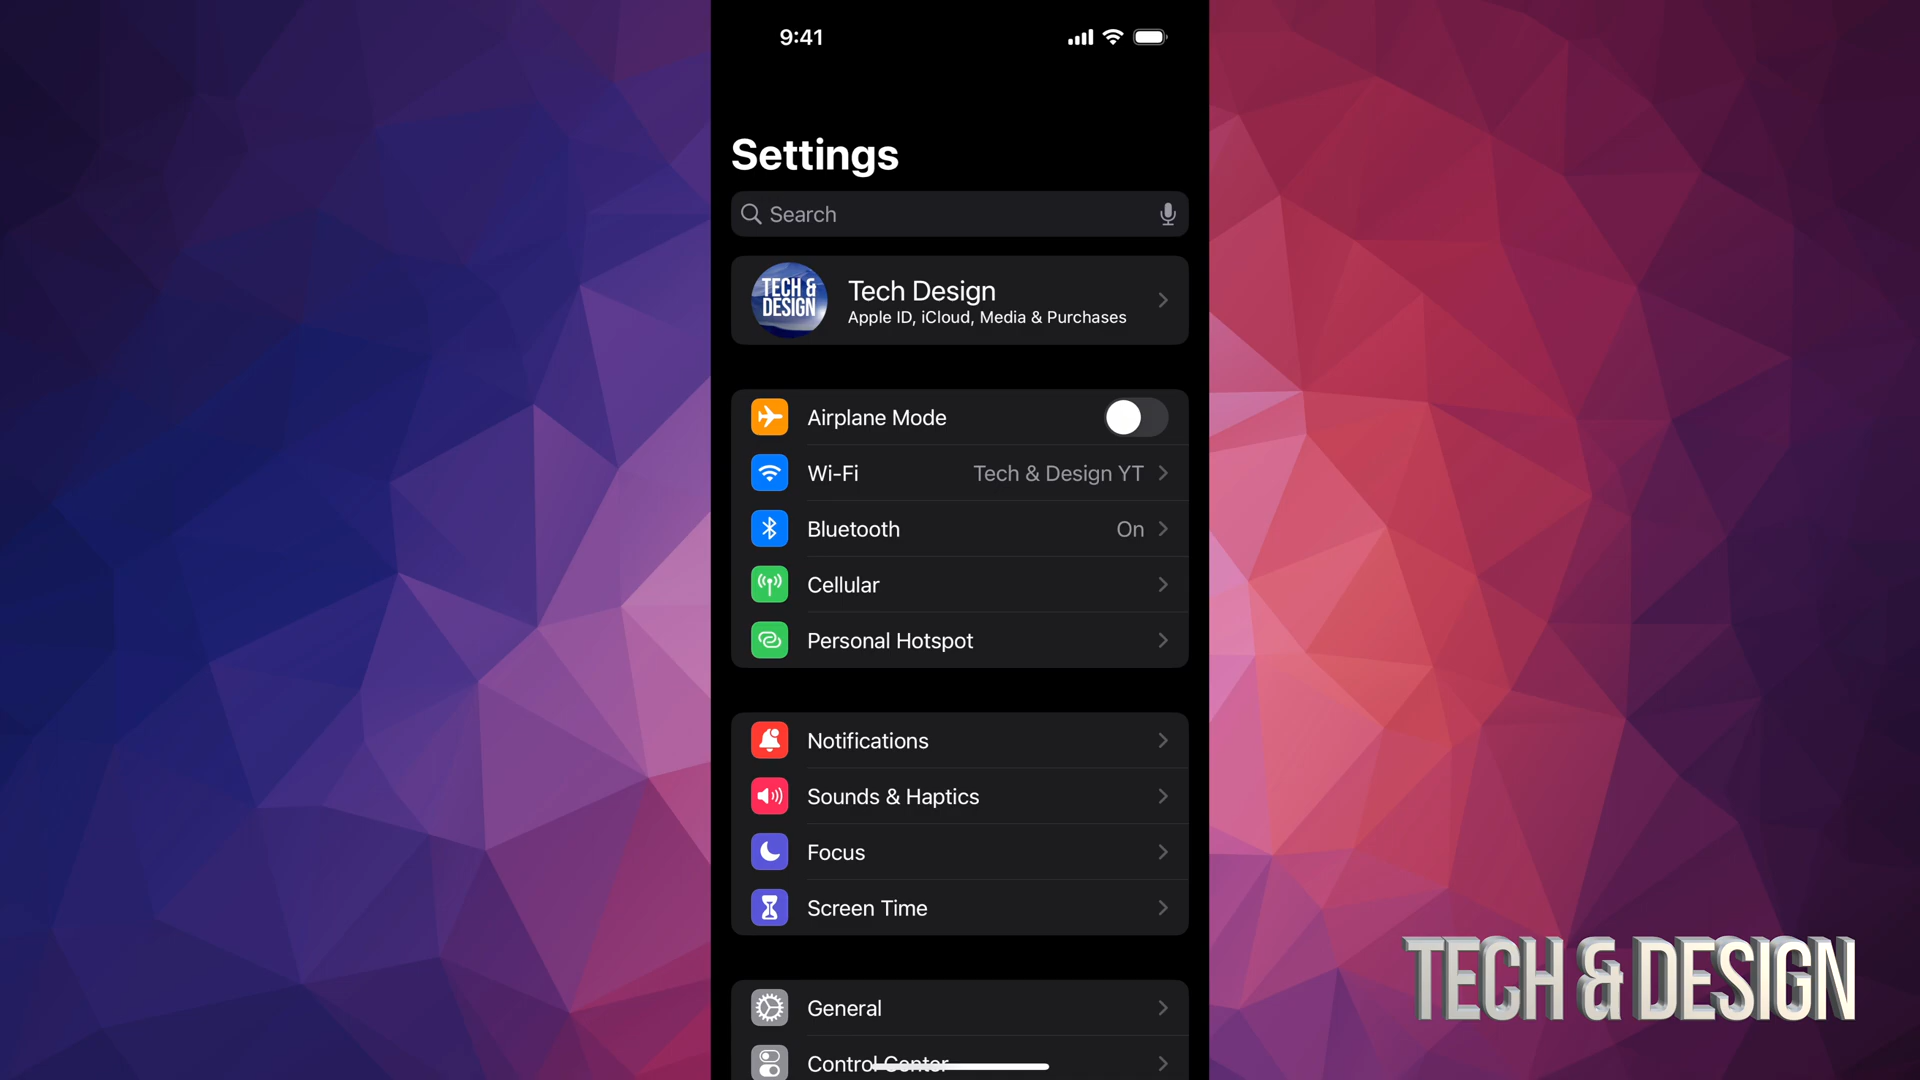 9:41
Settings
Search
TECH &
DESIGN
Tech Design
Apple ID, iCloud, Media & Purchases
Airplane Mode
Wi-Fi Tech & Design YT
Bluetooth On
Cellular
Personal Hotspot
Notifications
Sounds & Haptics
Focus
Screen Time
General
Control Center
TECH & DESIGN